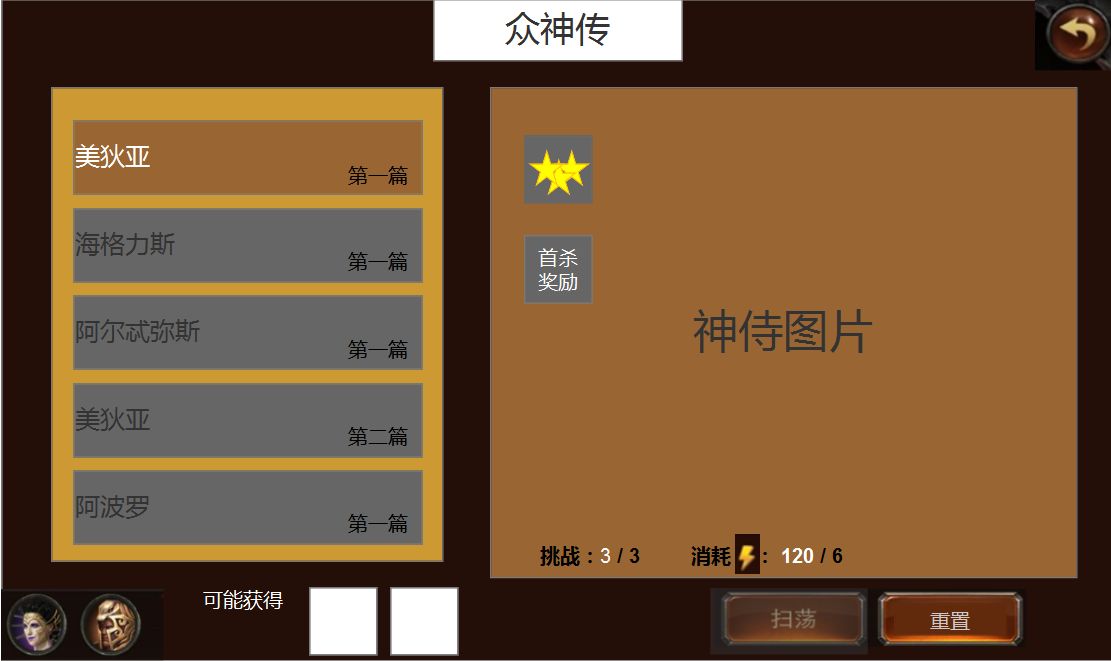 众神传
美狄亚
第一篇
海格力斯
第一篇
阿尔忒弥斯
第一篇
美狄亚
第二篇
阿波罗
第一篇
首杀
奖励
神侍图片
挑战：3 / 3
消耗：120 / 6
可能获得
扫荡
重置